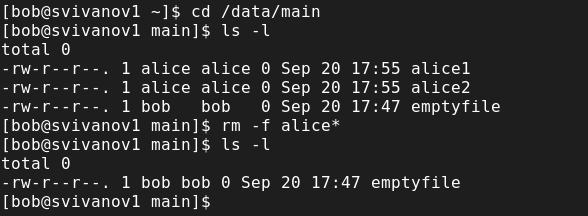 [bob@svivanov1 ~]$ cd /data/main
[bob@svivanov1 main]$ ls -l
total 0
-rw-r--r--. 1 alice alice 0 Sep 20 17:55 alice1
-rw-r--r--. 1 alice alice 0 Sep 20 17:55 alice2
-rw-r--r--. 1 bob   bob   0 Sep 20 17:47 emptyfile
[bob@svivanov1 main]$ rm -f alice*
[bob@svivanov1 main]$ ls -l
total 0
-rw-r--r--. 1 bob bob 0 Sep 20 17:47 emptyfile
[bob@svivanov1 main]$